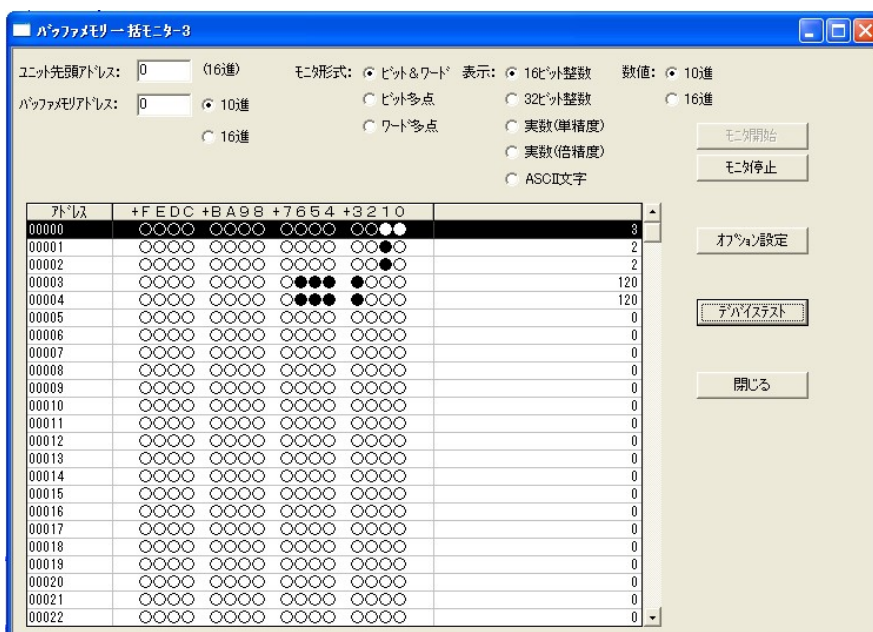 バッファメモリ一括モニター3
ユニット先頭アドレス: 0 (16進) モニタ形式: ビット＆ワード 表示: 16ビット整数 数値: 10進
バッファメモリアドレス: 0 10進 ビット多点 32ビット整数 16進
16進 ワード多点 実数(単精度)
モニタ開始
実数(倍精度)
モニタ停止
ASCII文字
アドレス +FEDC +BA98 +7654 +3210
00000 ○○○○ ○○○○ ○○○○ ○○●● 3
00001 ○○○○ ○○○○ ○○○○ ○○●○ 2
00002 ○○○○ ○○○○ ○○○○ ○○●○ 2
00003 ○○○○ ○○○○ ○●●● ●○○○ 120
00004 ○○○○ ○○○○ ○●●● ●○○○ 120
00005 ○○○○ ○○○○ ○○○○ ○○○○ 0
00006 ○○○○ ○○○○ ○○○○ ○○○○ 0
00007 ○○○○ ○○○○ ○○○○ ○○○○ 0
00008 ○○○○ ○○○○ ○○○○ ○○○○ 0
00009 ○○○○ ○○○○ ○○○○ ○○○○ 0
00010 ○○○○ ○○○○ ○○○○ ○○○○ 0
00011 ○○○○ ○○○○ ○○○○ ○○○○ 0
00012 ○○○○ ○○○○ ○○○○ ○○○○ 0
00013 ○○○○ ○○○○ ○○○○ ○○○○ 0
00014 ○○○○ ○○○○ ○○○○ ○○○○ 0
00015 ○○○○ ○○○○ ○○○○ ○○○○ 0
00016 ○○○○ ○○○○ ○○○○ ○○○○ 0
00017 ○○○○ ○○○○ ○○○○ ○○○○ 0
00018 ○○○○ ○○○○ ○○○○ ○○○○ 0
00019 ○○○○ ○○○○ ○○○○ ○○○○ 0
00020 ○○○○ ○○○○ ○○○○ ○○○○ 0
00021 ○○○○ ○○○○ ○○○○ ○○○○ 0
00022 ○○○○ ○○○○ ○○○○ ○○○○ 0
オプション設定
デバイステスト
閉じる